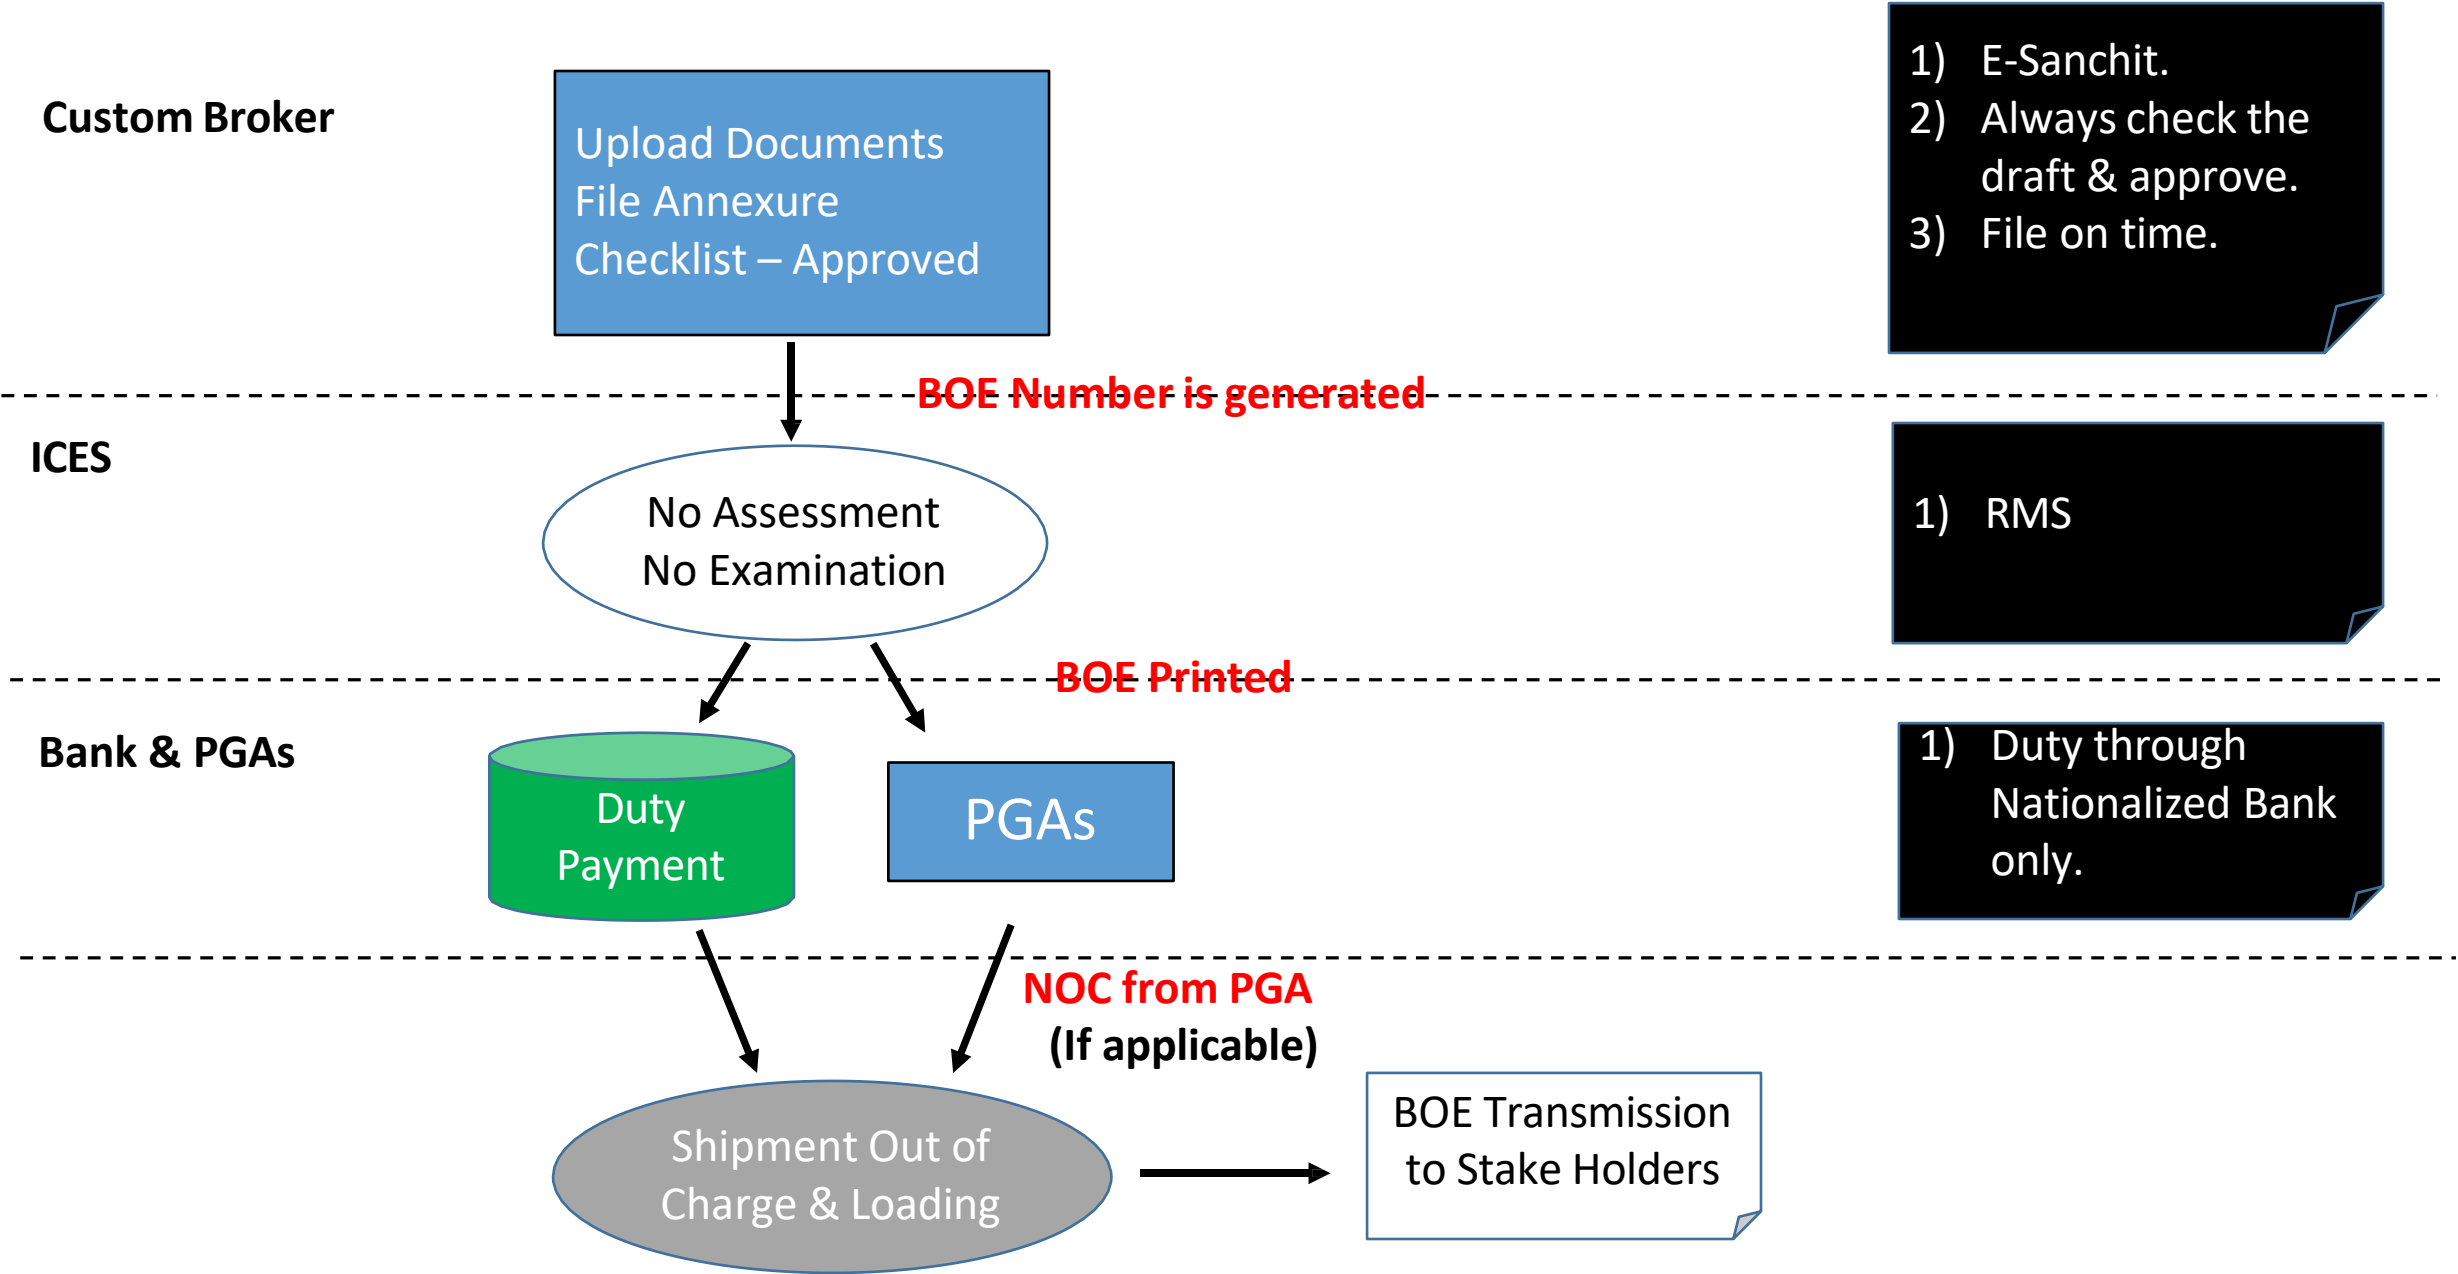 Custom Broker
Upload Documents
File Annexure
Checklist – Approved
1) E-Sanchit.
2) Always check the
draft & approve.
3) File on time.
BOE Number is generated
ICES
No Assessment
No Examination
1) RMS
BOE Printed
Bank & PGAs
Duty
Payment
PGAs
1) Duty through
Nationalized Bank
only.
NOC from PGA
(If applicable)
Shipment Out of
Charge & Loading
BOE Transmission
to Stake Holders